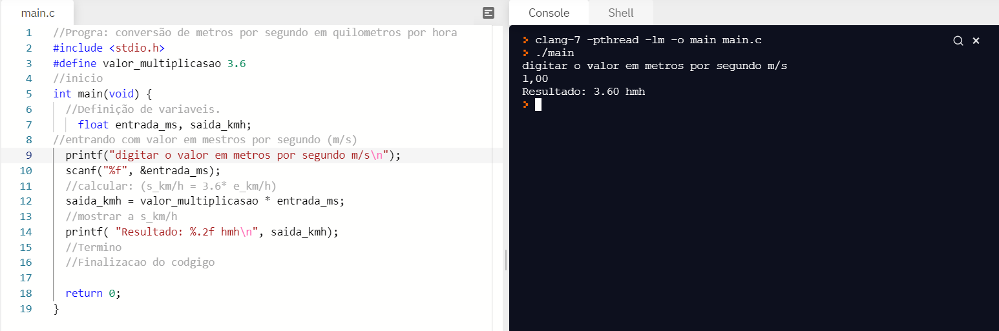 main.c
1 //Progra: conversão de metros por segundo em quilometros por hora
2 #include <stdio.h>
3 #define valor_multiplicasao 3.6
4 //inicio
5 int main(void) {
6 //Definição de variaveis.
7 float entrada_ms, saida_kmh;
8 //entrando com valor em mestros por segundo (m/s)
9 printf("digitar o valor em metros por segundo m/s\n");
10 scanf("%f", &entrada_ms);
11 //calcular: (s_km/h = 3.6* e_km/h)
12 saida_kmh = valor_multiplicasao * entrada_ms;
13 //mostrar a s_km/h
14 printf( "Resultado: %.2f hmh\n", saida_kmh);
15 //Termino
16 //Finalizacao do codgigo
17
18 return 0;
19 }
Console Shell
clang-7 -pthread -lm -o main main.c
./main
digitar o valor em metros por segundo m/s
1,00
Resultado: 3.60 hmh